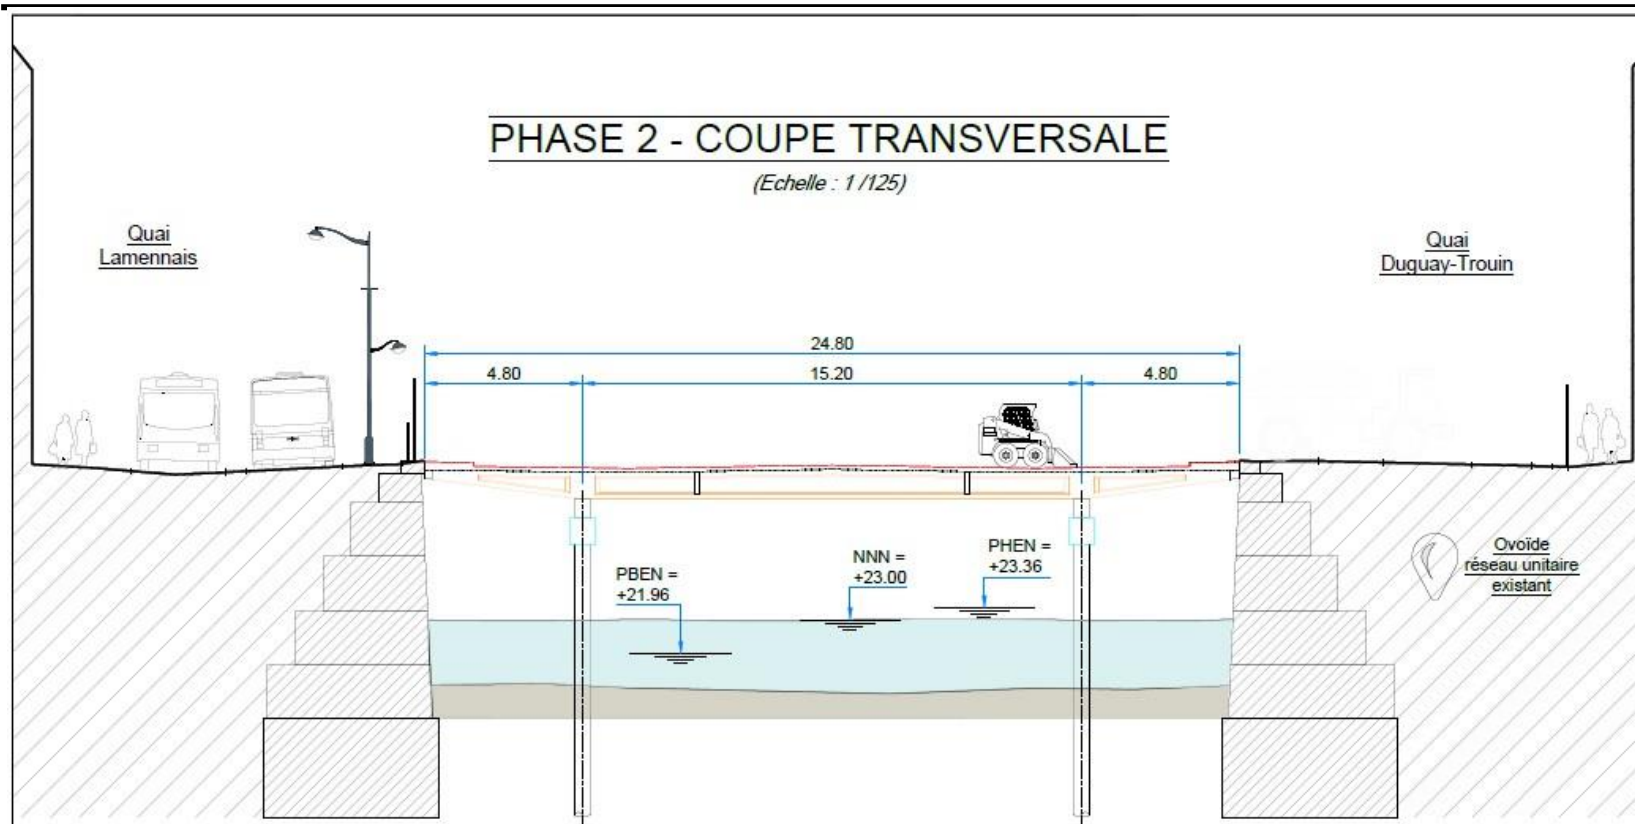 PHASE 2 - COUPE TRANSVERSALE
(Echelle : 1 /125)
Quai
Lamennais
Quai
Duguay-Trouin
24.80
4.80
15.20
4.80
PBEN =
+21.96
NNN =
+23.00
PHEN =
+23.36
Ovoïde
réseau unitaire
existant